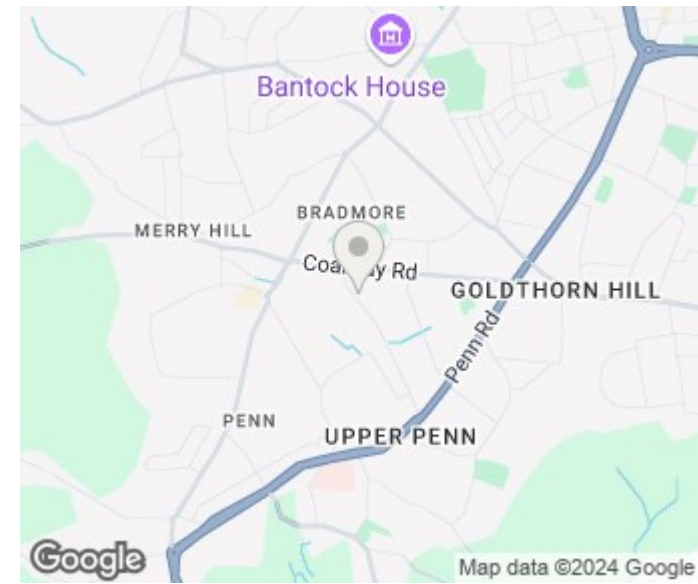 Bantock House
BRADMORE
MERRY HILL
Rd
GOLDTHORN HILL
Penn Rd
PENN
UPPER PENN
Google
Map data ©2024 Google